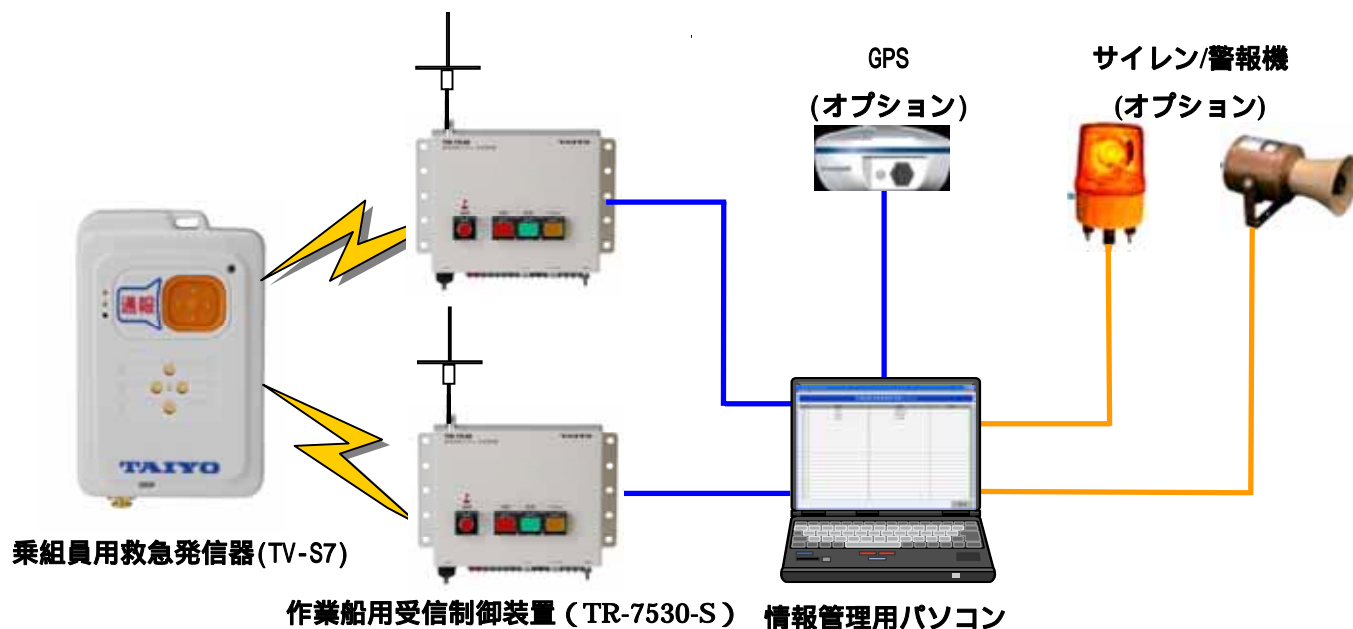 GPS
(オプション)
サイレン/警報機
(オプション)
TAIYO
通報
TAIYO
TAIYO
乗組員用救急発信器(TV-S7)
作業船用受信制御装置(TR-7530-S)
情報管理用パソコン